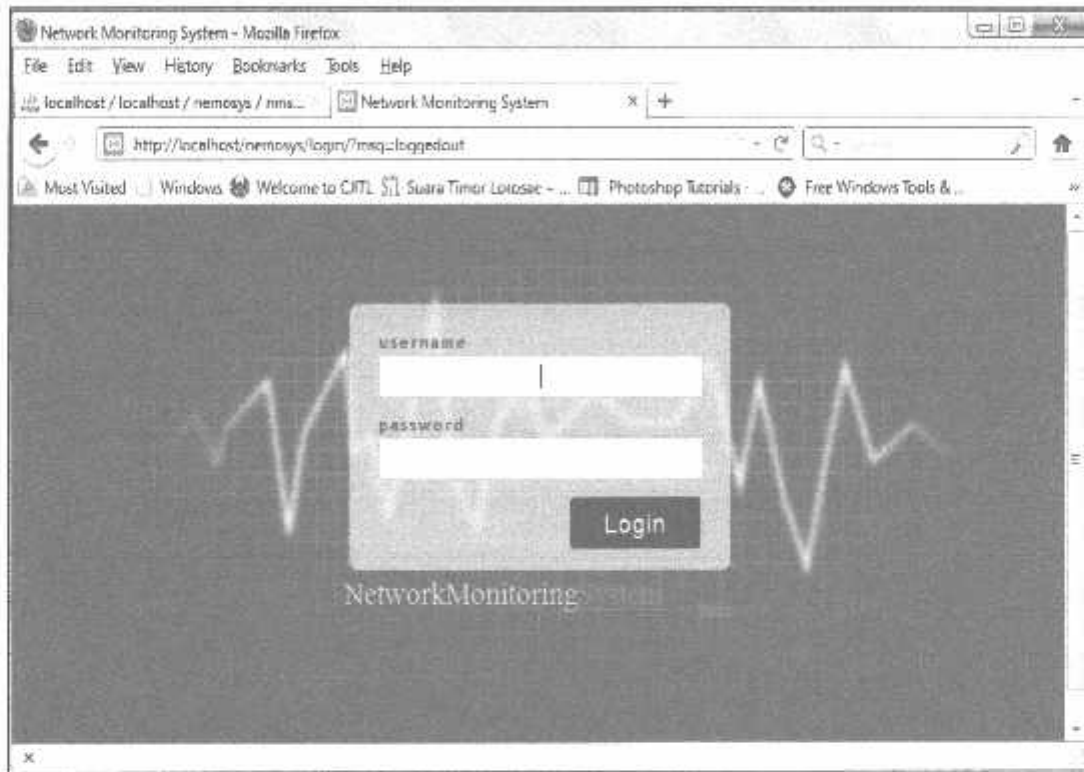 Network Monitoring System - Mozilla Firefox
File Edit View History Bookmarks Tools Help
localhost / localhost / nemosys / nms... Network Monitoring System × +
http://localhost/nemosys/login/?msg=loggedout
Most Visited Windows Welcome to CJITL Suara Timor Lorosae - ... Photoshop Tutorials - ... Free Windows Tools & ... »
username
password
Login
NetworkMonitoringSystem
×